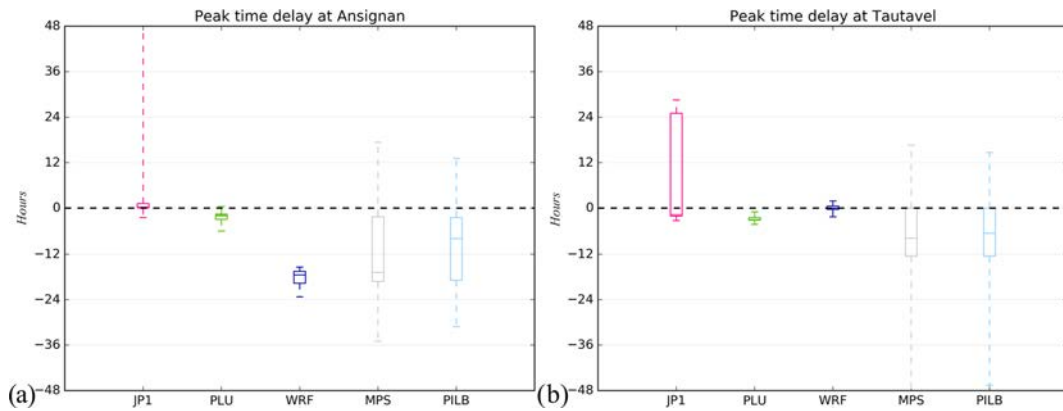 Peak time delay at Ansignan
48
36
24
12
0
−12
−24
−36
−48
Hours
JP1 PLU WRF MPS PILB
(a)
Peak time delay at Tautavel
48
36
24
12
0
−12
−24
−36
−48
Hours
JP1 PLU WRF MPS PILB
(b)